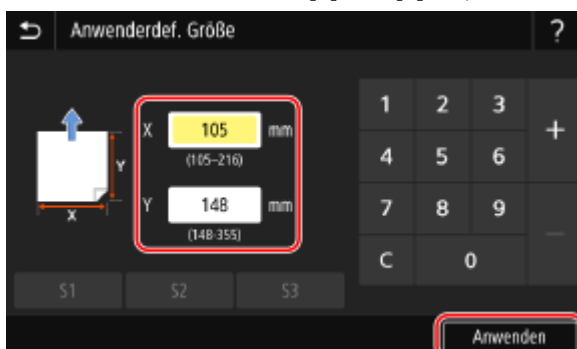 Anwenderdef. Größe
?
X 105 mm
(105–216)
Y 148 mm
(148-355)
Y
X
1 2 3 +
4 5 6
7 8 9 –
C 0
S1 S2 S3
Anwenden